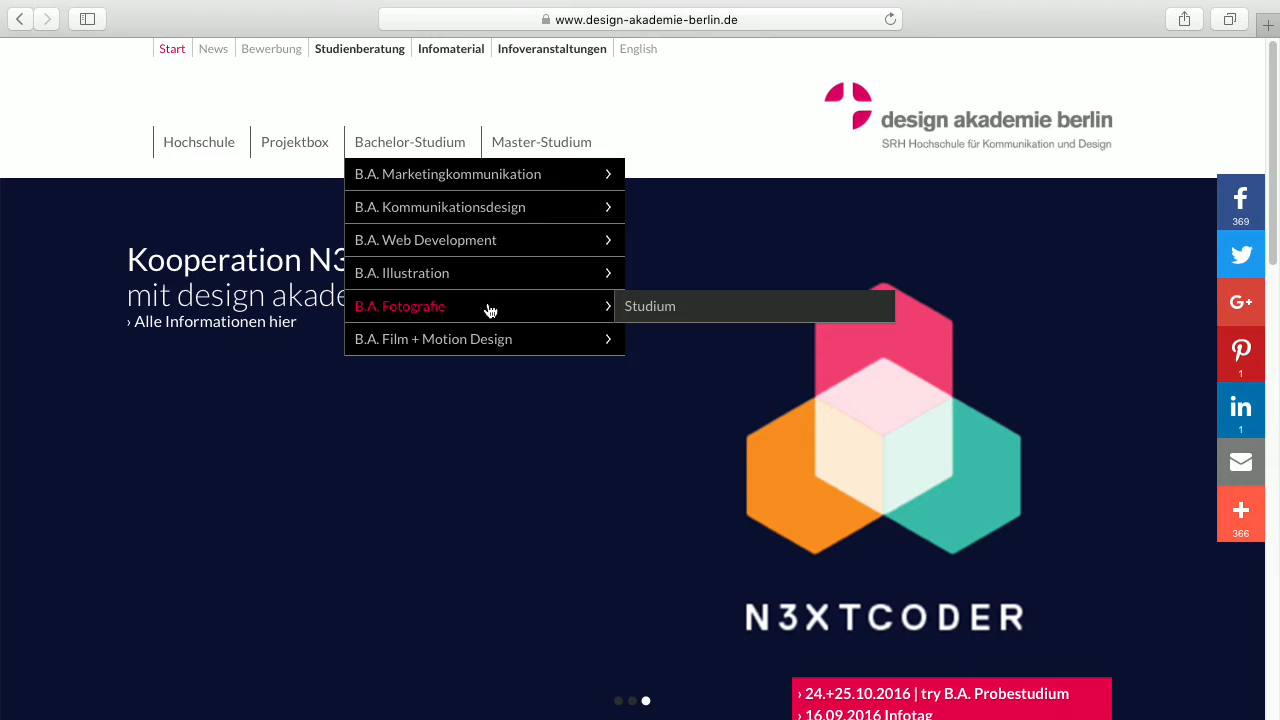 www.design-akademie-berlin.de
Start
News
Bewerbung
Studienberatung
Infomaterial
Infoveranstaltungen
English
design akademie berlin
SRH Hochschule für Kommunikation und Design
Hochschule
Projektbox
Bachelor-Studium
Master-Studium
B.A. Marketingkommunikation
B.A. Kommunikationsdesign
B.A. Web Development
B.A. Illustration
B.A. Fotografie
Studium
B.A. Film + Motion Design
Kooperation N3
mit design akade
› Alle Informationen hier
369
G+
1
in
1
366
N3XTCODER
› 24.+25.10.2016 | try B.A. Probestudium
› 16.09.2016 Infotag